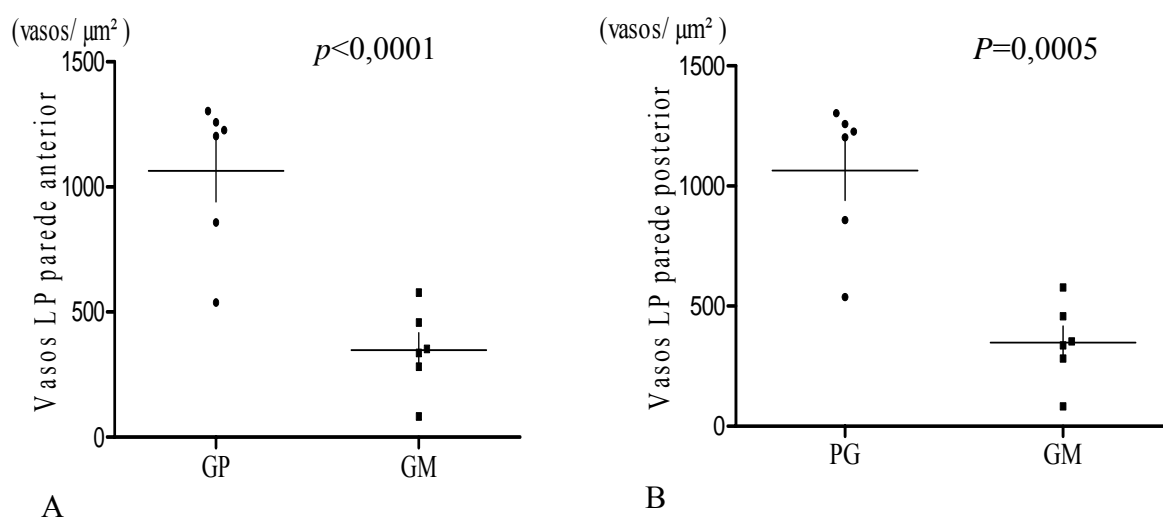 (vasos/ μm²)
p<0,0001
Vasos LP parede anterior
1500
1000
500
0
GP
GM
A
(vasos/ μm²)
P=0,0005
Vasos LP parede posterior
1500
1000
500
0
PG
GM
B